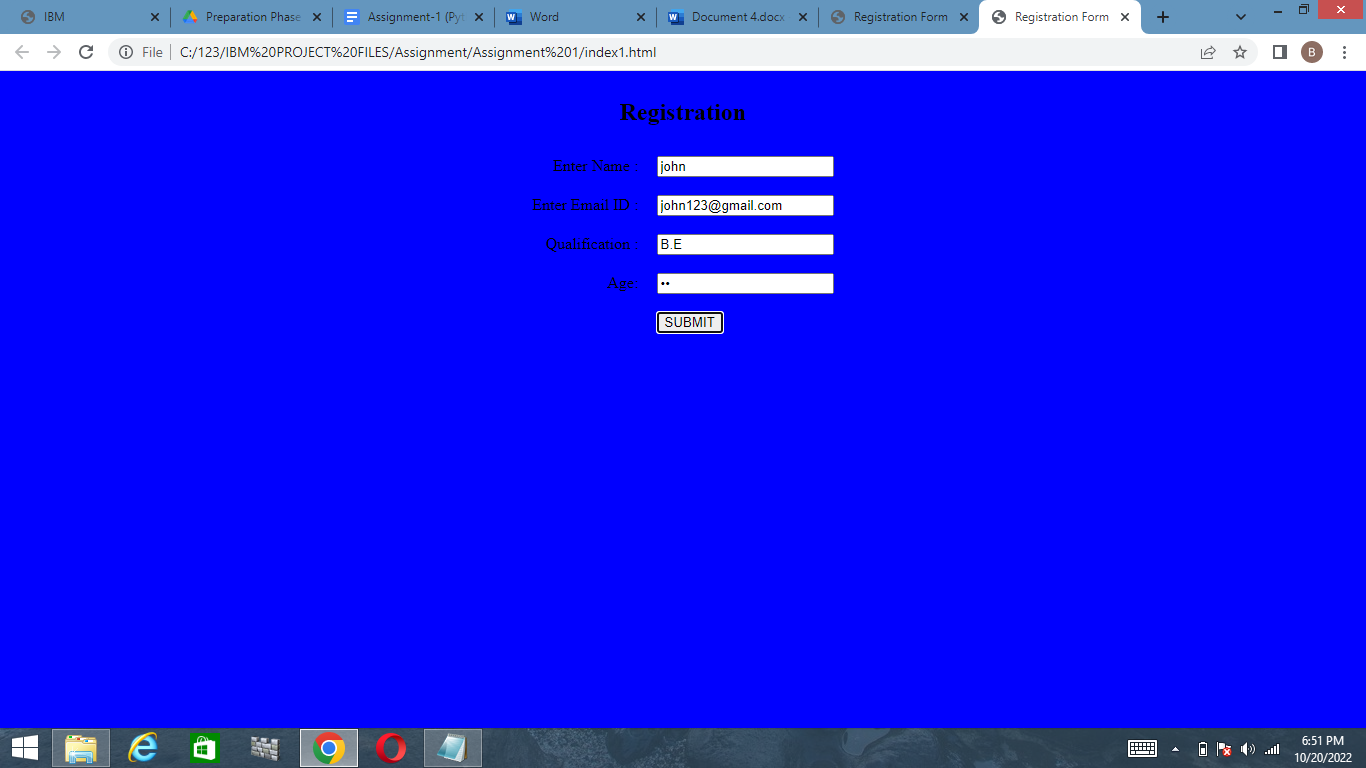 IBM
Preparation Phase
Assignment-1 (Pyt
Word
Document 4.docx
Registration Form
Registration Form
File
C:/123/IBM%20PROJECT%20FILES/Assignment/Assignment%201/index1.html
B
Registration
Enter Name : john
Enter Email ID : john123@gmail.com
Qualification : B.E
Age: ••
SUBMIT
6:51 PM
10/20/2022